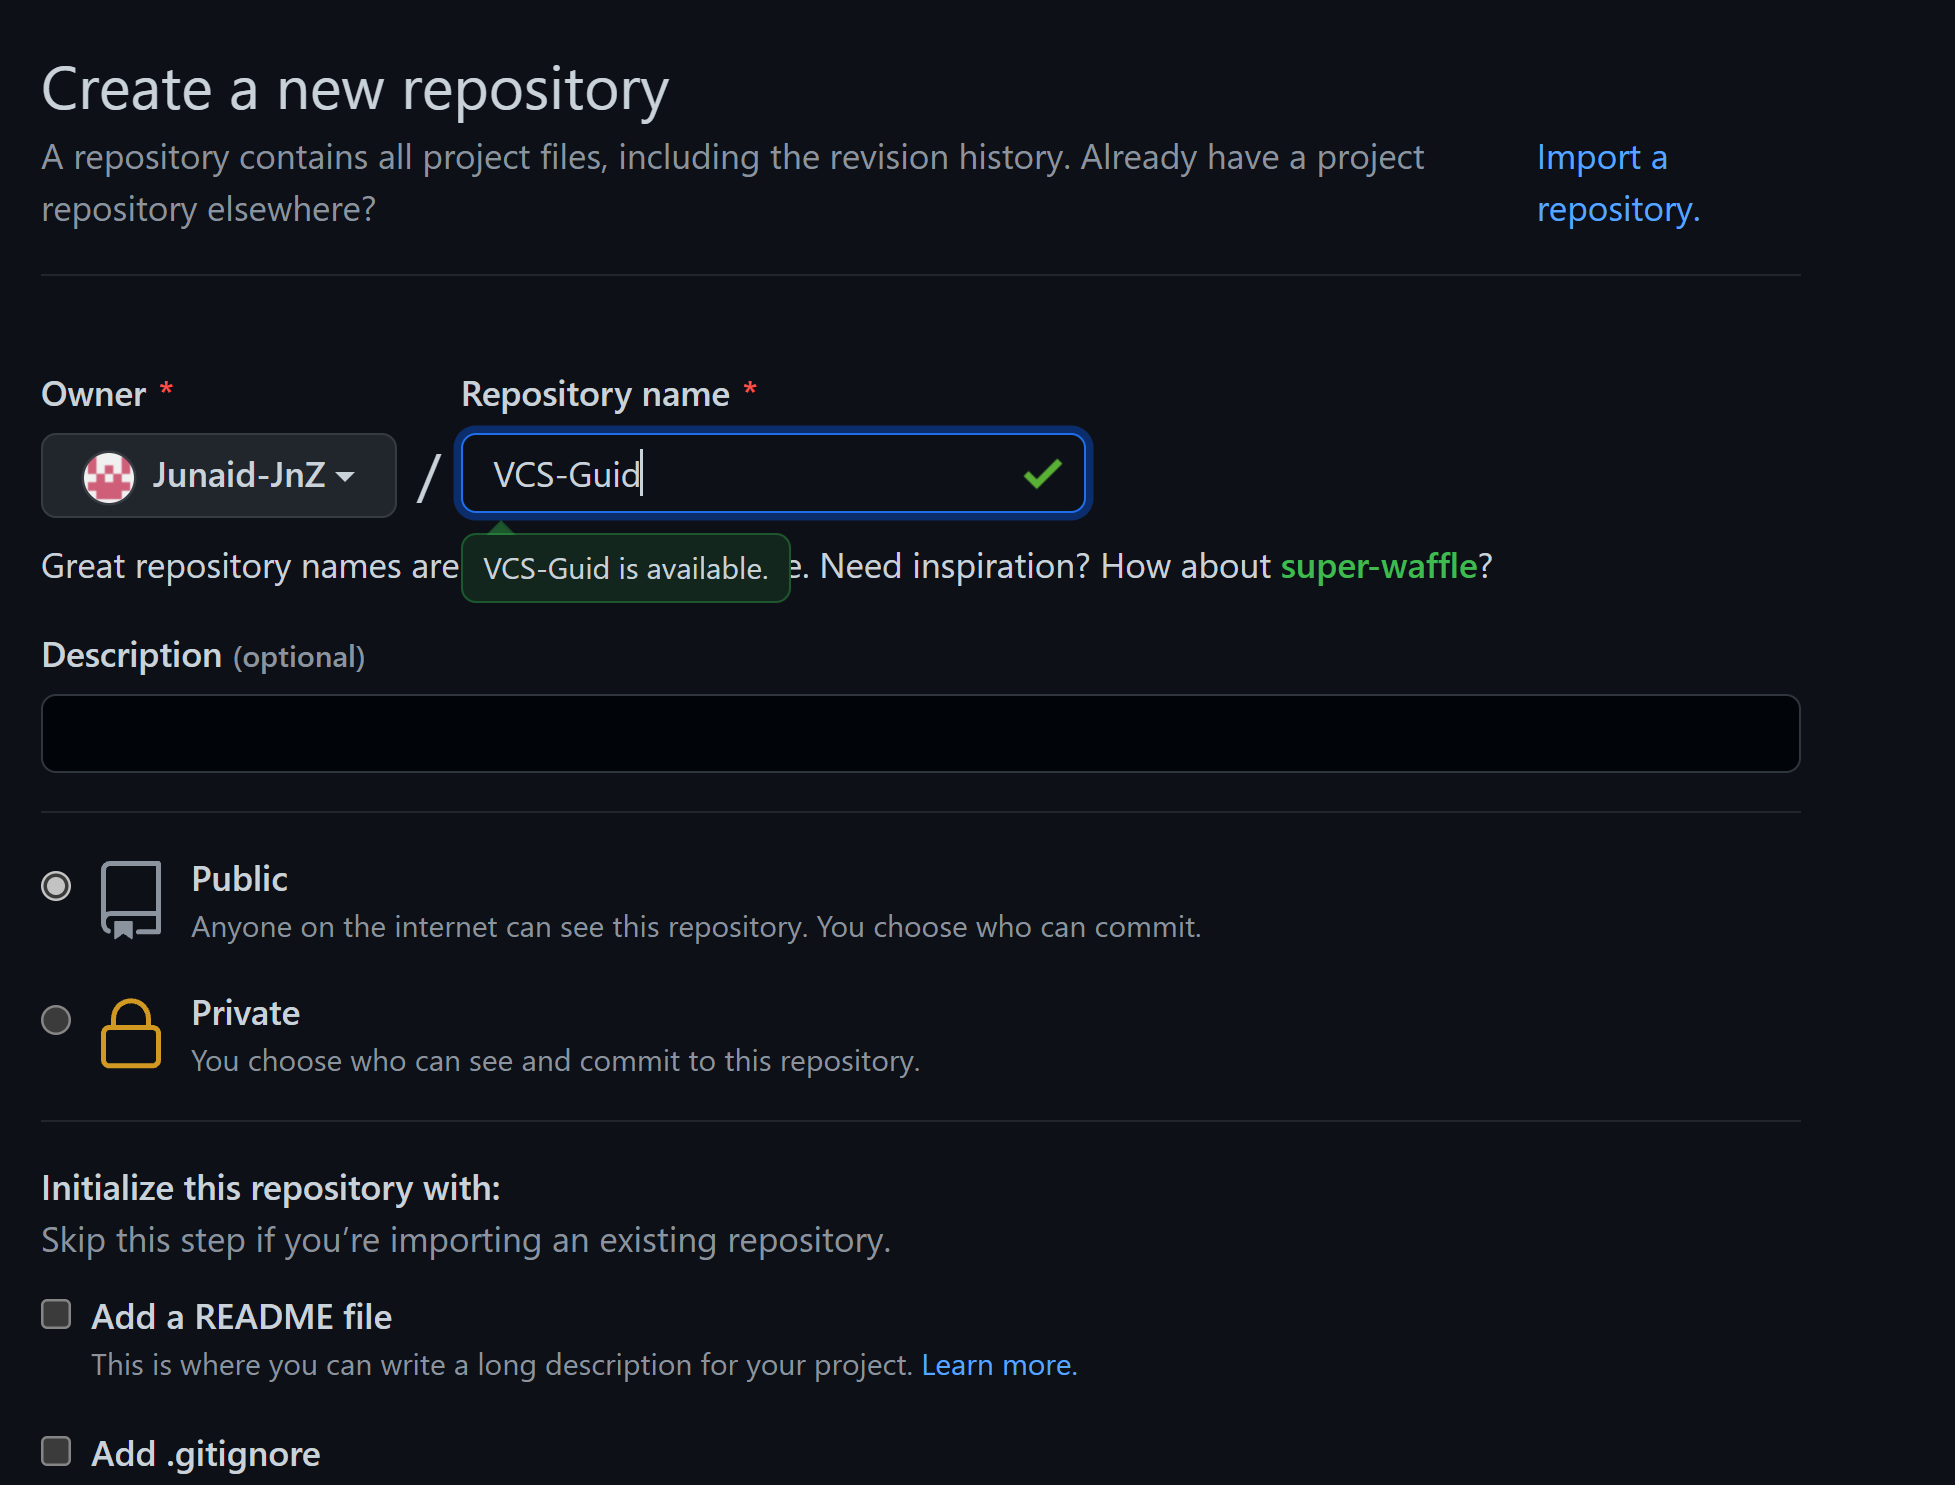 Create a new repository
A repository contains all project files, including the revision history. Already have a project
repository elsewhere?
Import a
repository.
Owner *
Repository name *
Junaid-JnZ
/
VCS-Guid
Great repository names are
VCS-Guid is available.
e. Need inspiration? How about super-waffle?
Description (optional)
Public
Anyone on the internet can see this repository. You choose who can commit.
Private
You choose who can see and commit to this repository.
Initialize this repository with:
Skip this step if you’re importing an existing repository.
Add a README file
This is where you can write a long description for your project. Learn more.
Add .gitignore